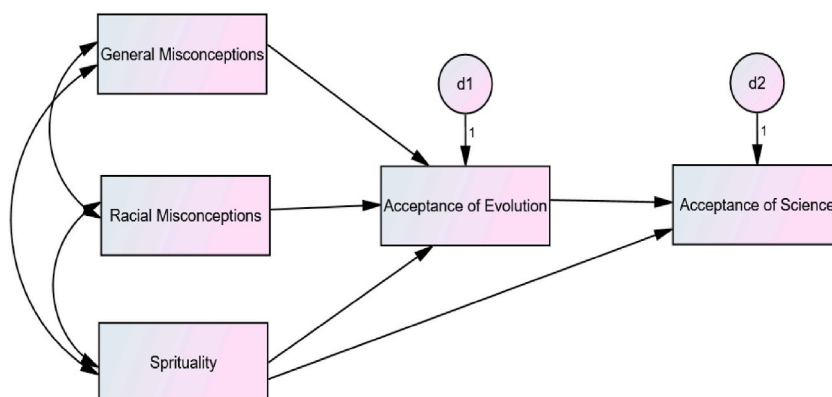 General Misconceptions
d1
d2
1
1
Racial Misconceptions
Acceptance of Evolution
Acceptance of Science
Sprituality